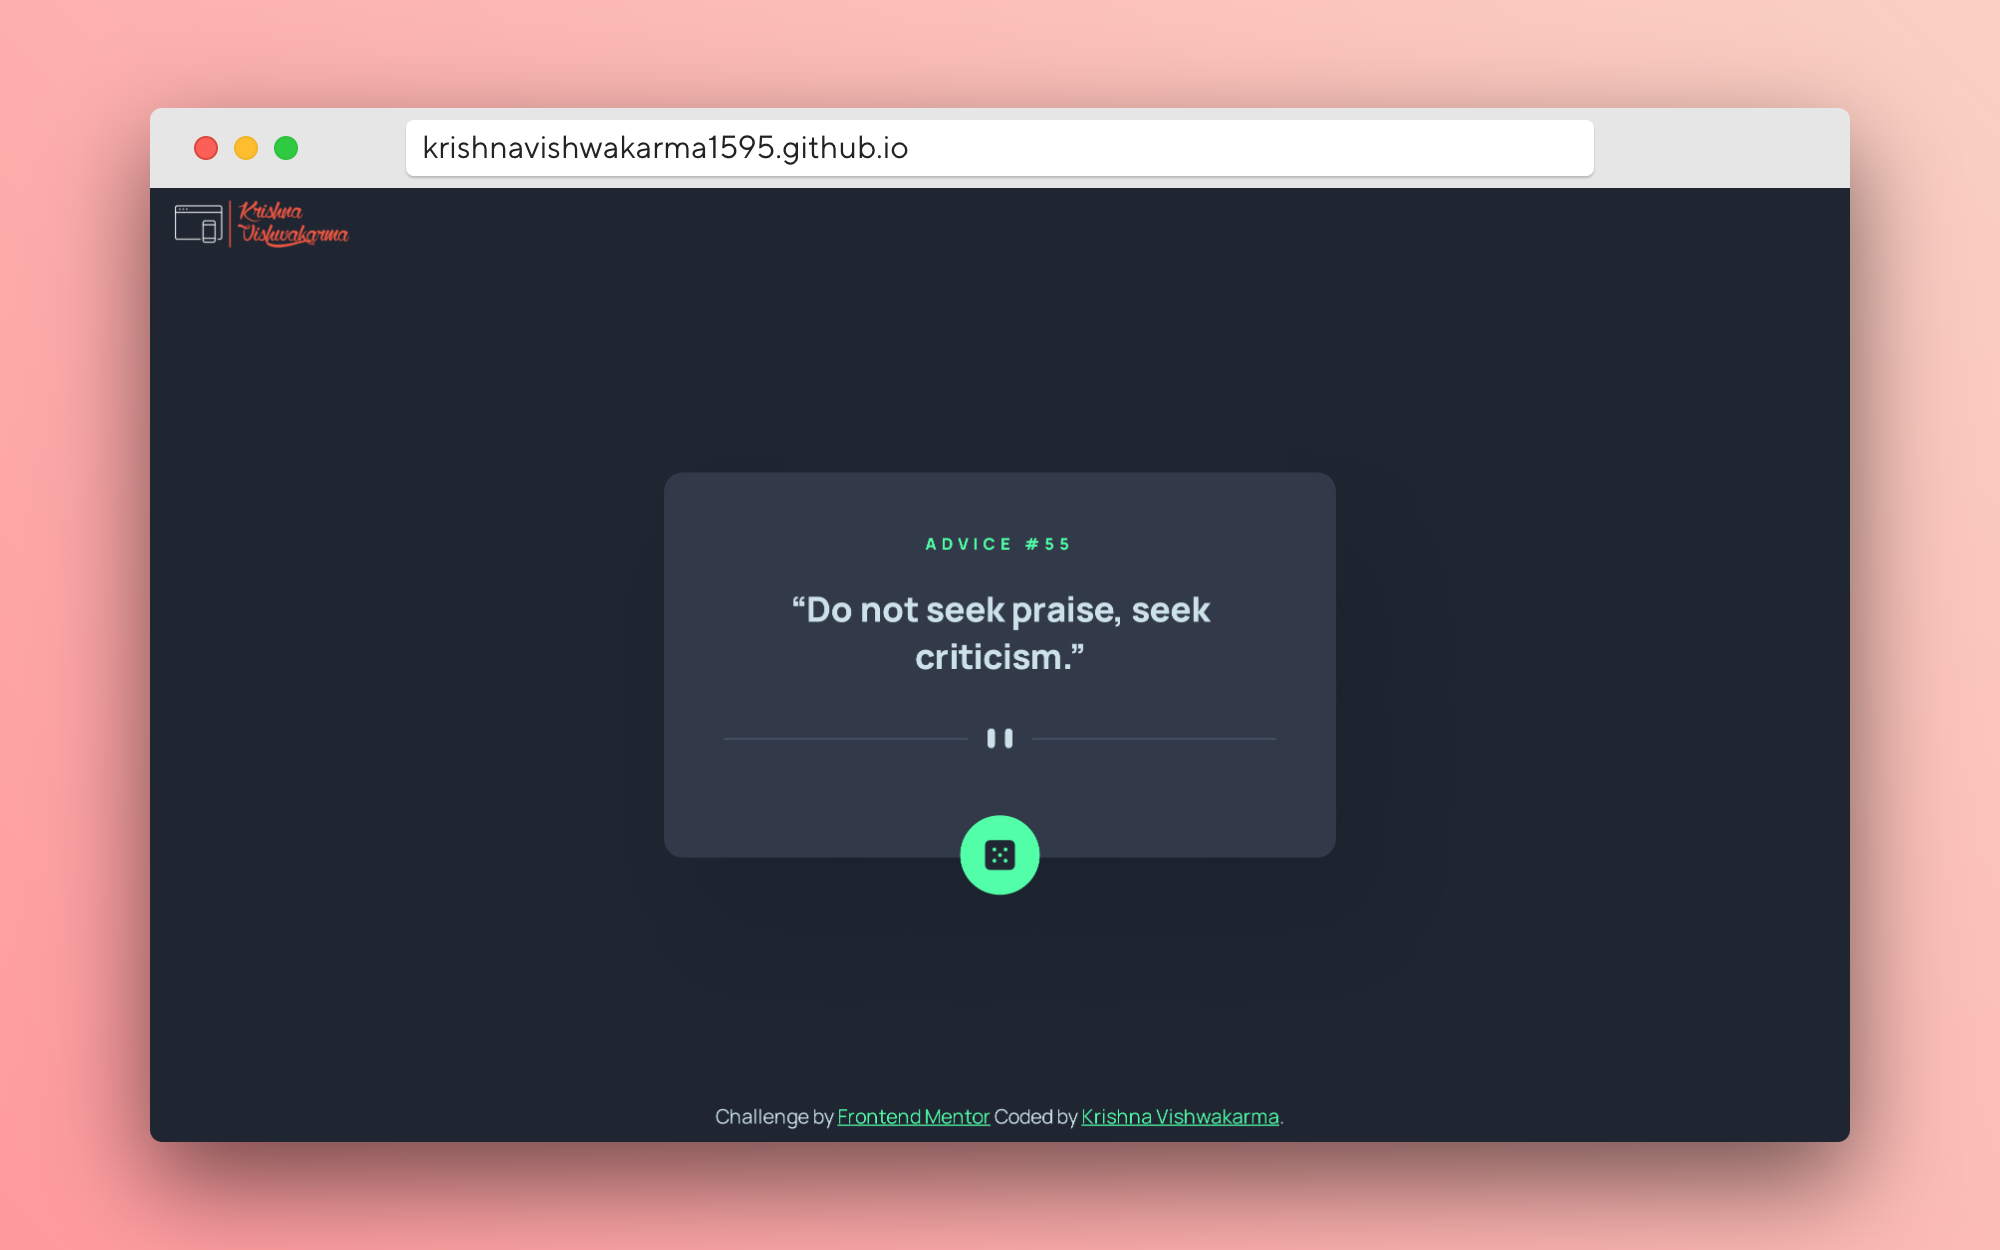 krishnavishwakarma1595.github.io
Krishna
Vishwakarma
ADVICE #55
“Do not seek praise, seek
criticism.”
Challenge by Frontend Mentor Coded by Krishna Vishwakarma.